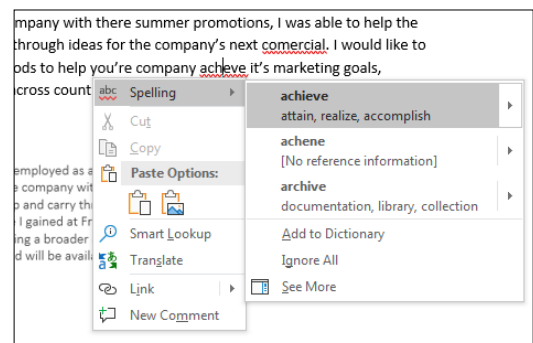 mpany with there summer promotions, I was able to help the
through ideas for the company's next comercial. I would like to
ods to help you're company acheve it's marketing goals,
across count
abc Spelling
Cut
Copy
Paste Options:
Smart Lookup
Translate
Link
New Comment
achieve
attain, realize, accomplish
achene
[No reference information]
archive
documentation, library, collection
Add to Dictionary
Ignore All
See More
employed as a
company wit
p and carry th
I gained at Fr
ing a broader
d will be avail